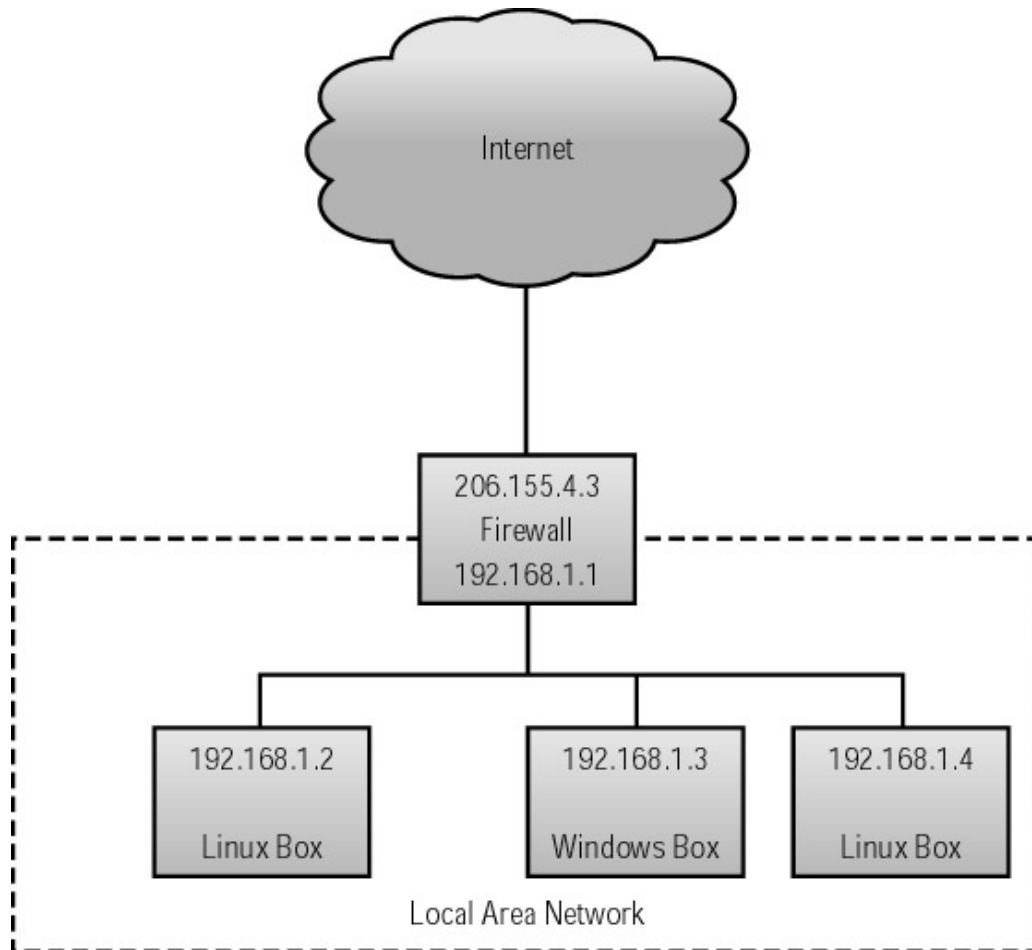 Internet
206.155.4.3
Firewall
192.168.1.1
192.168.1.2
Linux Box
192.168.1.3
Windows Box
192.168.1.4
Linux Box
Local Area Network